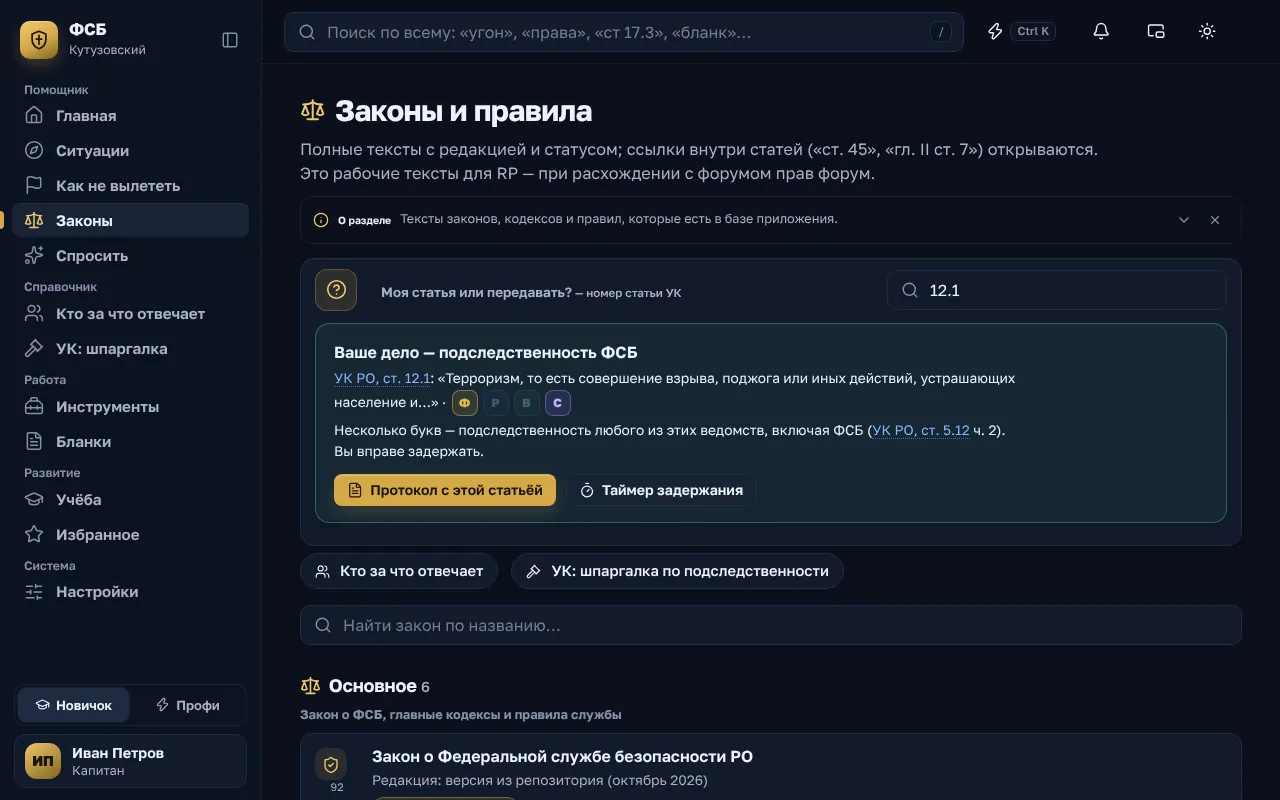 ФСБ
Кутузовский
Помощник
Главная
Ситуации
Как не вылететь
Законы
Спросить
Справочник
Кто за что отвечает
УК: шпаргалка
Работа
Инструменты
Бланки
Развитие
Учёба
Избранное
Система
Настройки
Новичок
Профи
ИП
Иван Петров
Капитан
Поиск по всему: «угон», «права», «ст 17.3», «бланк»…
/
Ctrl K
Законы и правила
Полные тексты с редакцией и статусом; ссылки внутри статей («ст. 45», «гл. II ст. 7») открываются.
Это рабочие тексты для RP — при расхождении с форумом прав форум.
О разделе Тексты законов, кодексов и правил, которые есть в базе приложения.
Моя статья или передавать? — номер статьи УК
12.1
Ваше дело — подследственность ФСБ
УК РО, ст. 12.1: «Терроризм, то есть совершение взрыва, поджога или иных действий, устрашающих
население и…» · Ф Р В С
Несколько букв — подследственность любого из этих ведомств, включая ФСБ (УК РО, ст. 5.12 ч. 2).
Вы вправе задержать.
Протокол с этой статьёй
Таймер задержания
Кто за что отвечает
УК: шпаргалка по подследственности
Найти закон по названию…
Основное 6
Закон о ФСБ, главные кодексы и правила службы
Закон о Федеральной службе безопасности РО
Редакция: версия из репозитория (октябрь 2026)
92